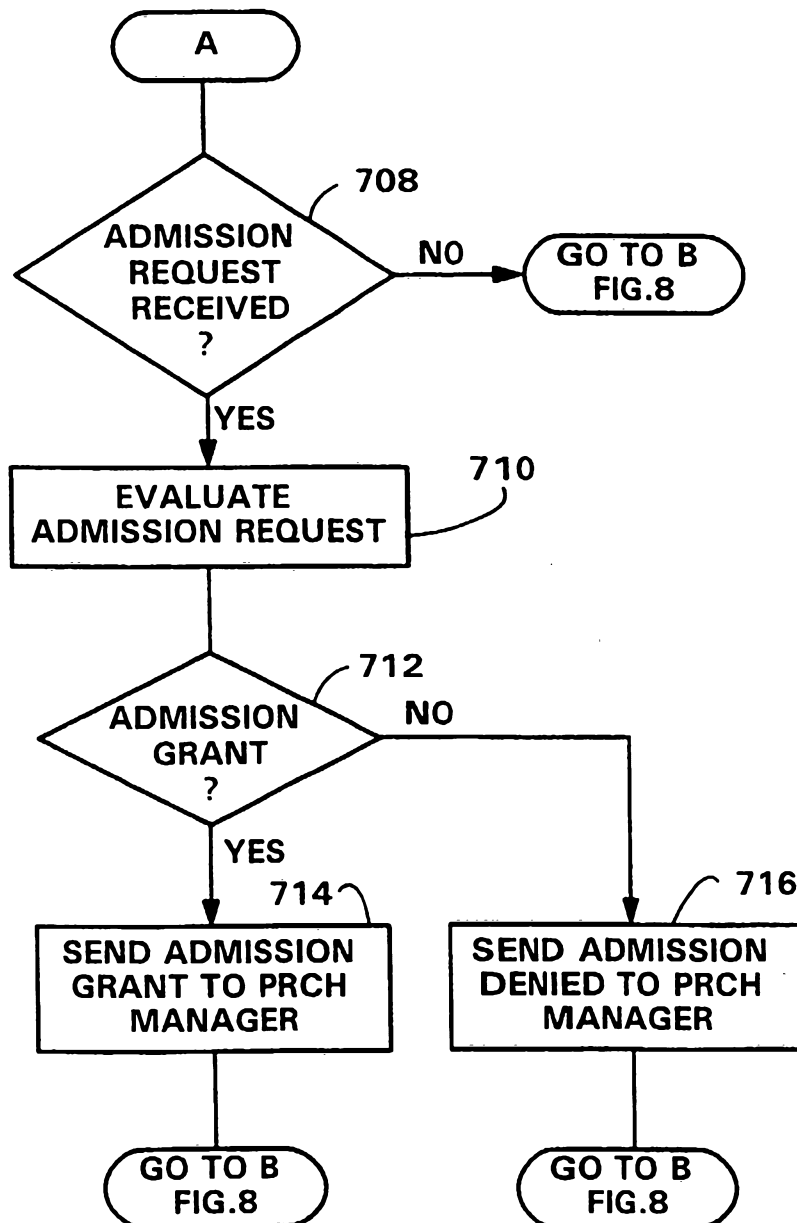 A
708
ADMISSION
REQUEST
RECEIVED
?
NO
GO TO B
FIG.8
YES
710
EVALUATE
ADMISSION REQUEST
712
ADMISSION
GRANT
?
NO
YES
714
716
SEND ADMISSION
GRANT TO PRCH
MANAGER
SEND ADMISSION
DENIED TO PRCH
MANAGER
GO TO B
FIG.8
GO TO B
FIG.8